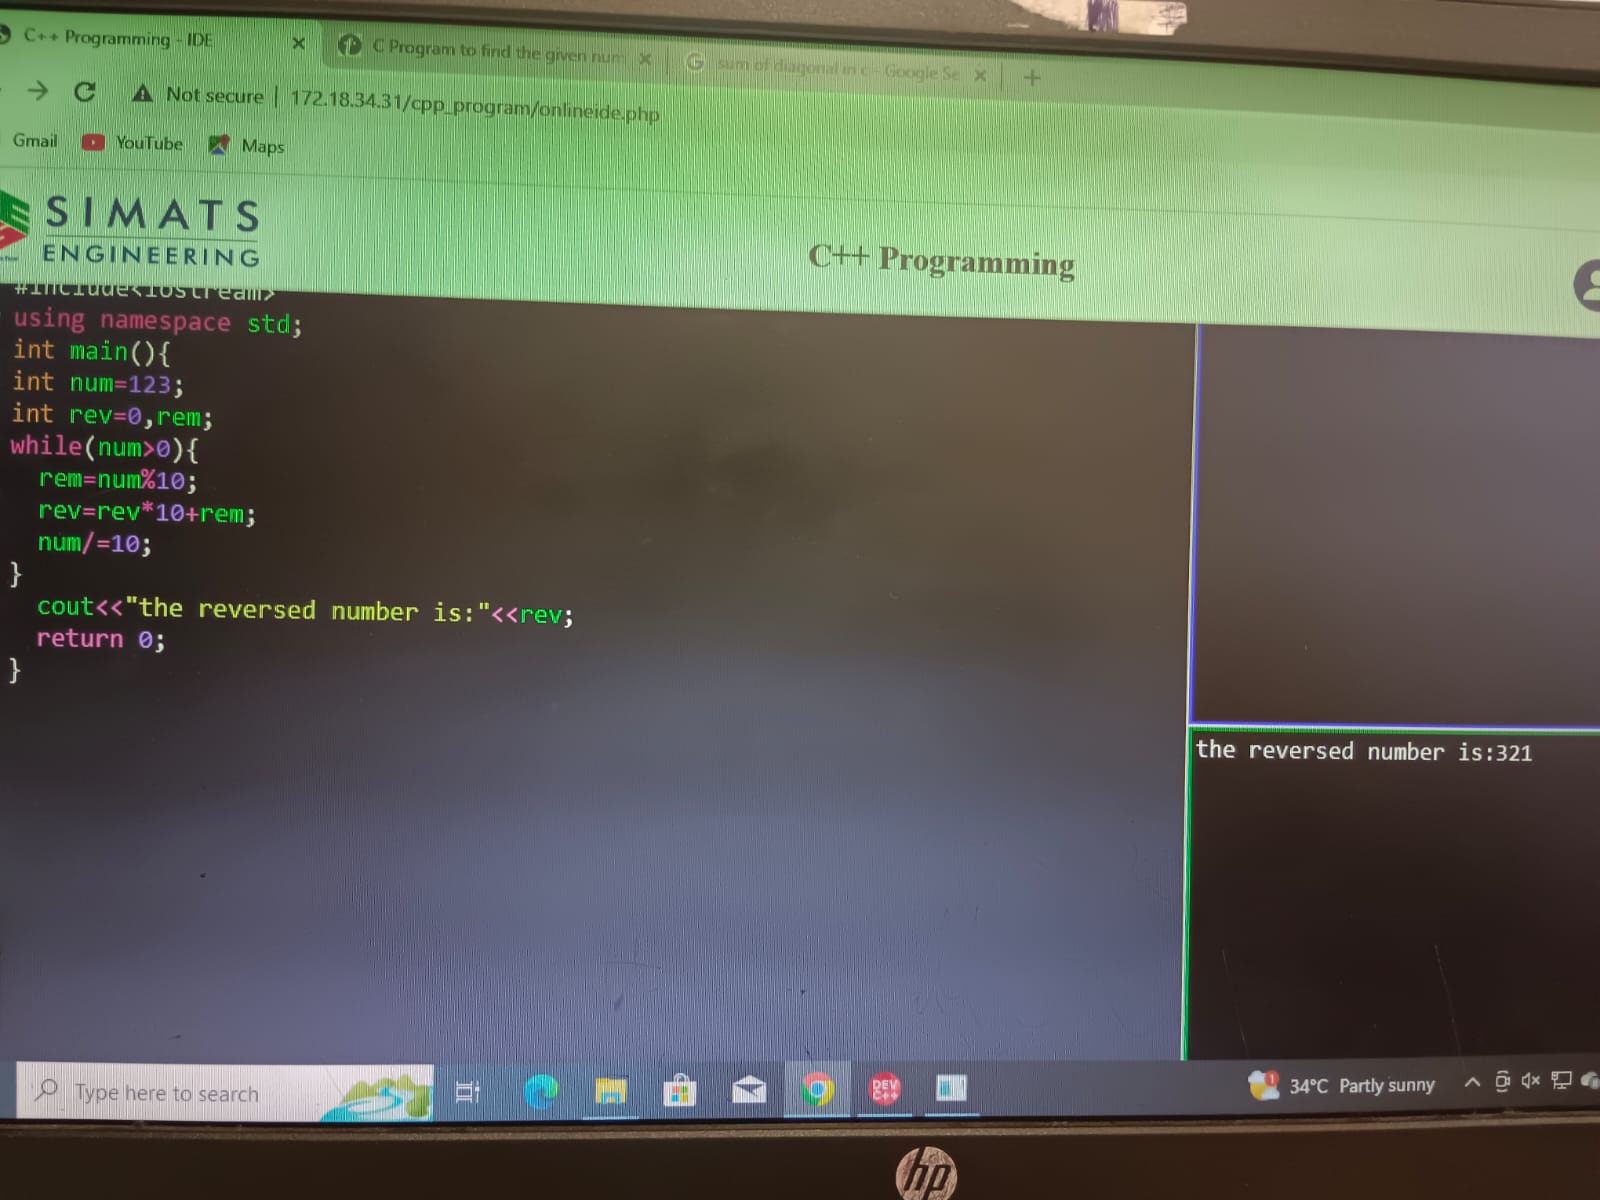 C++ Programming - IDE
C Program to find the given num
sum of diagonal in c - Google Se
Not secure | 172.18.34.31/cpp_program/onlineide.php
Gmail YouTube Maps
SIMATS
ENGINEERING
C++ Programming
#include<iostream>
using namespace std;
int main(){
int num=123;
int rev=0,rem;
while(num>0){
rem=num%10;
rev=rev*10+rem;
num/=10;
}
cout<<"the reversed number is:"<<rev;
return 0;
}
the reversed number is:321
Type here to search
DEV
C++
1
34°C Partly sunny
hp